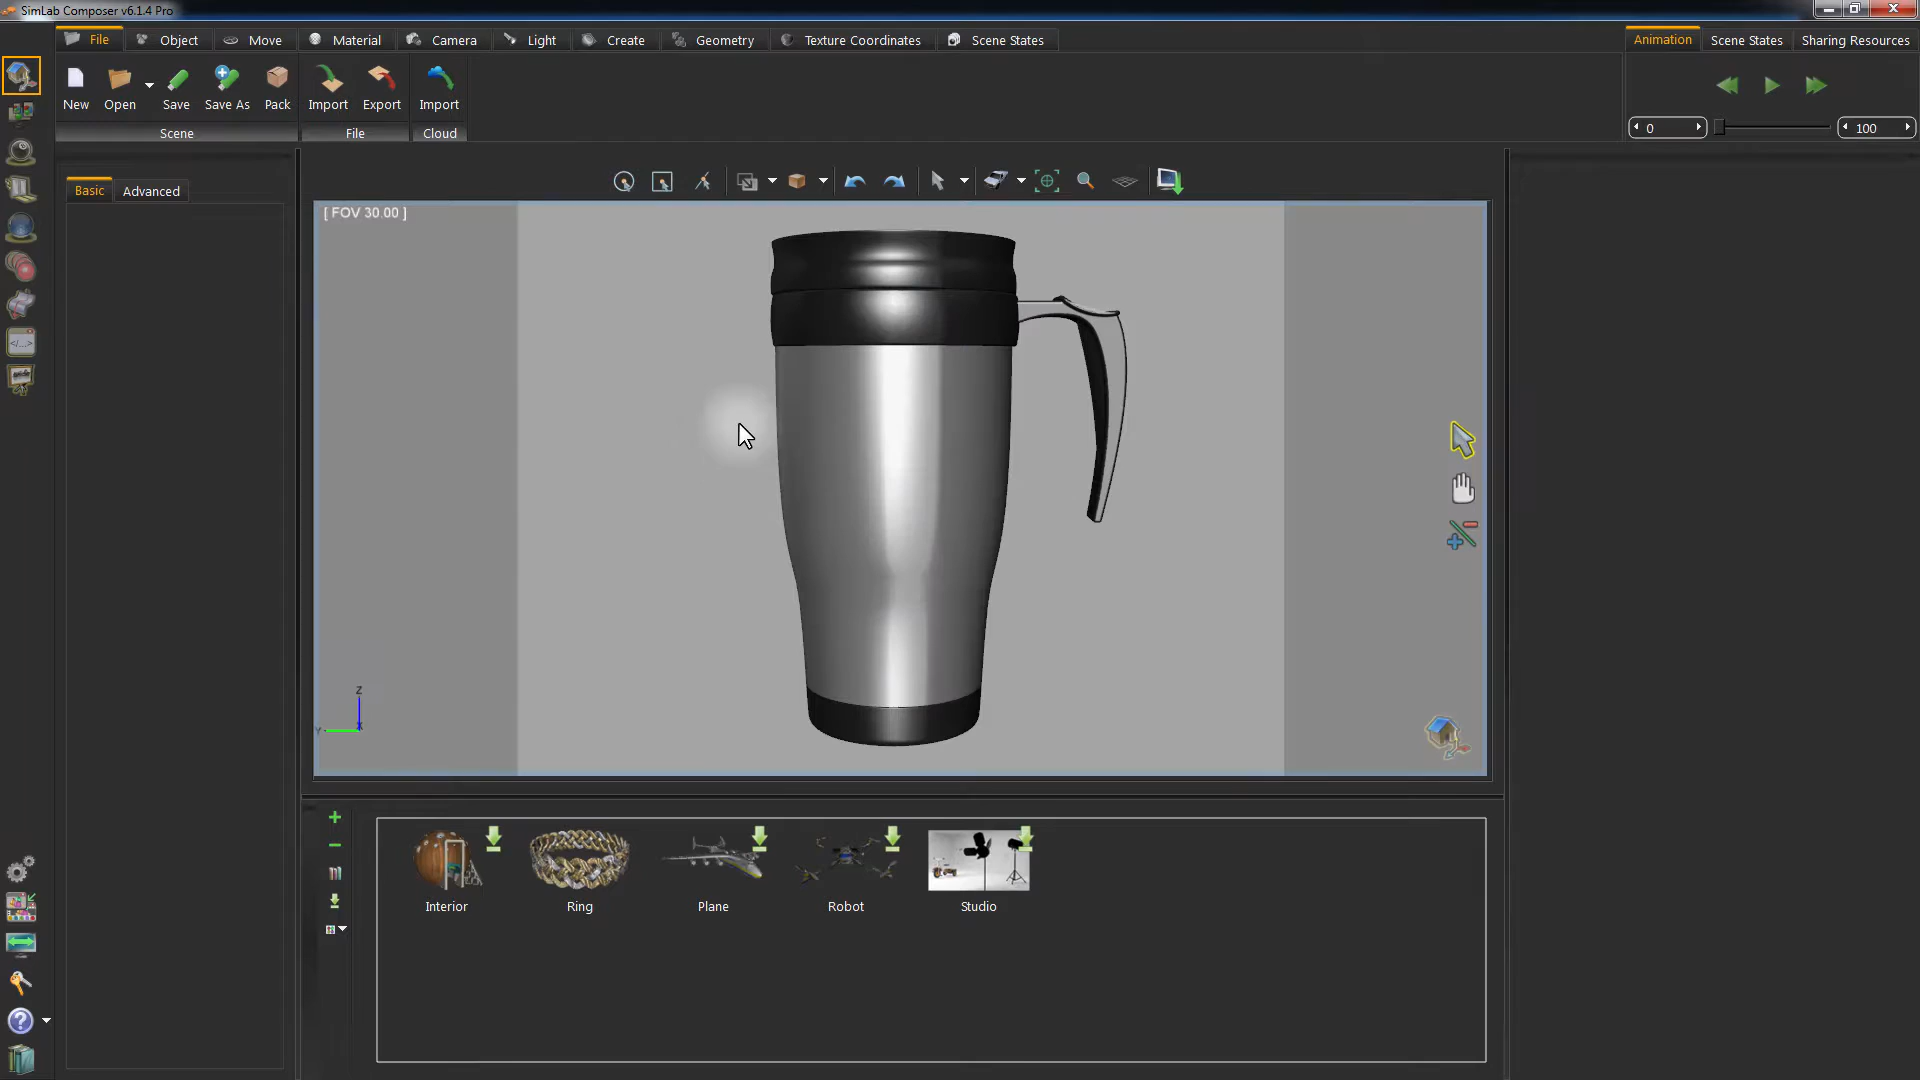 SimLab Composer v6.1.4 Pro
File Object Move Material Camera Light Create Geometry Texture Coordinates Scene States
Animation Scene States Sharing Resources
New Open Save Save As Pack Import Export Import
Scene File Cloud
0 100
Basic Advanced
[ FOV 30.00 ]
Z
Y
Interior Ring Plane Robot Studio